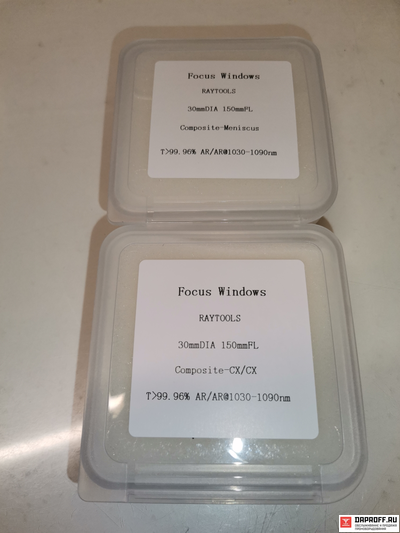 Focus Windows
RAYTOOLS
30mmDIA 150mmFL
Composite-Meniscus
T>99.96% AR/AR@1030-1090nm
Focus Windows
RAYTOOLS
30mmDIA 150mmFL
Composite-CX/CX
T>99.96% AR/AR@1030-1090nm
DAPROFF.RU